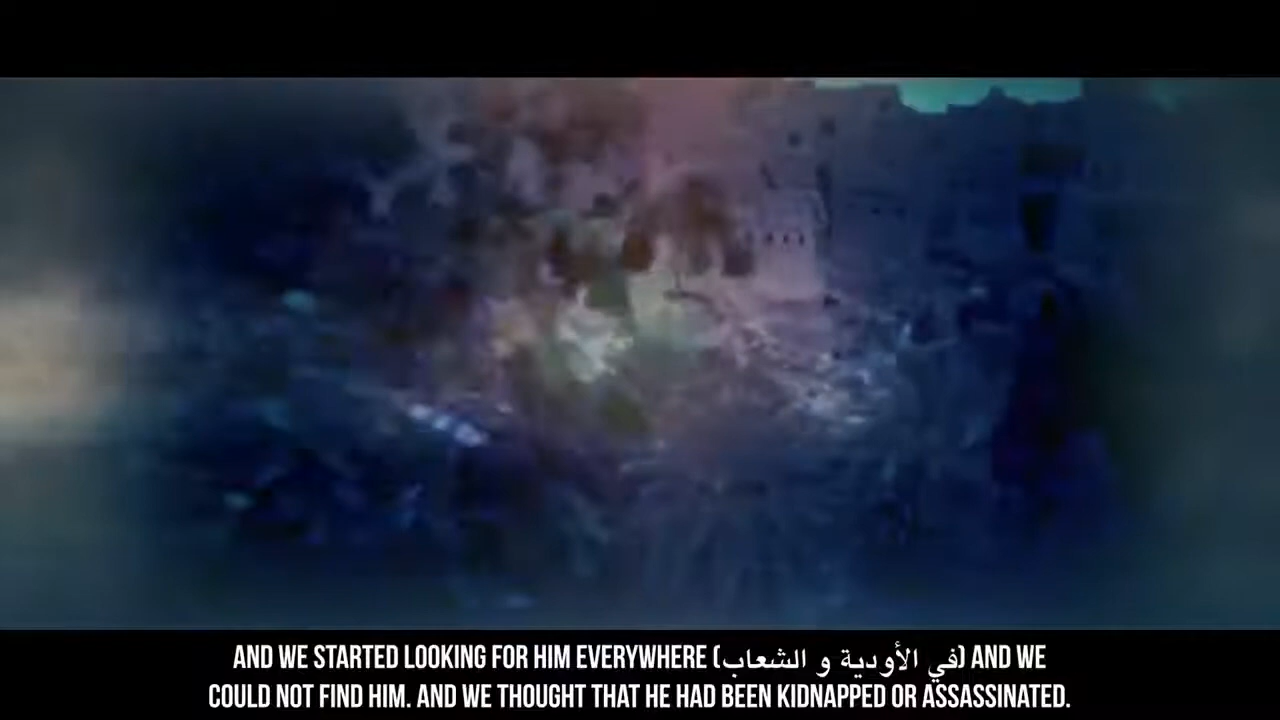 AND WE STARTED LOOKING FOR HIM EVERYWHERE (في الأودية و الشعاب) AND WE
COULD NOT FIND HIM. AND WE THOUGHT THAT HE HAD BEEN KIDNAPPED OR ASSASSINATED.